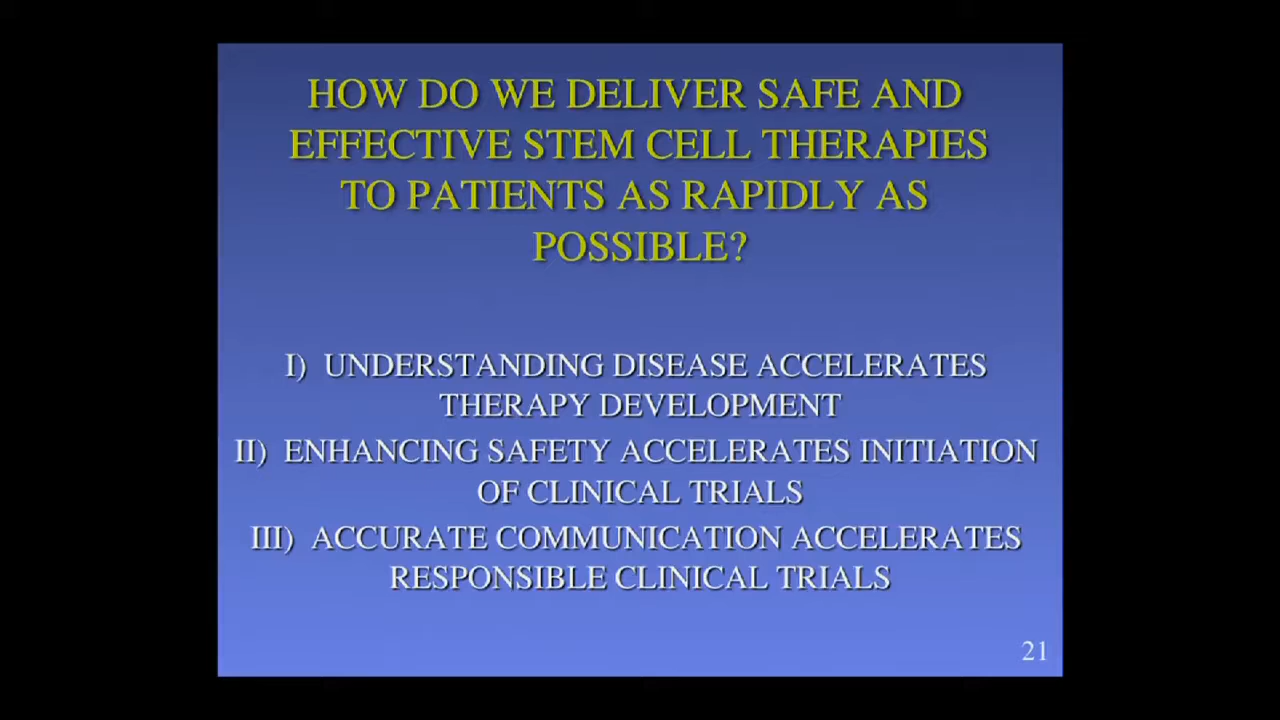 HOW DO WE DELIVER SAFE AND
EFFECTIVE STEM CELL THERAPIES
TO PATIENTS AS RAPIDLY AS
POSSIBLE?
I) UNDERSTANDING DISEASE ACCELERATES
THERAPY DEVELOPMENT
II) ENHANCING SAFETY ACCELERATES INITIATION
OF CLINICAL TRIALS
III) ACCURATE COMMUNICATION ACCELERATES
RESPONSIBLE CLINICAL TRIALS
21